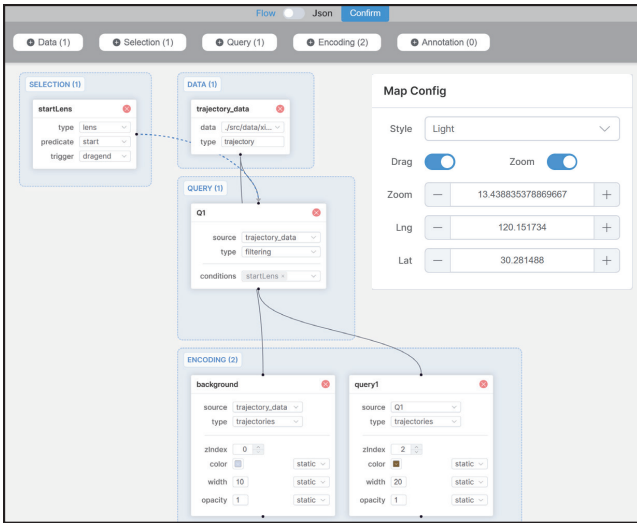 Flow Json Confirm
Data (1) Selection (1) Query (1) Encoding (2) Annotation (0)
SELECTION (1)
startLens
type lens
predicate start
trigger dragend
DATA (1)
trajectory_data
data ./src/data/xi...
type trajectory
QUERY (1)
Q1
source trajectory_data
type filtering
conditions startLens ×
Map Config
Style Light
Drag Zoom
Zoom — 13.438835378869667 +
Lng — 120.151734 +
Lat — 30.281488 +
ENCODING (2)
background
source trajectory_data
type trajectories
zIndex 0
color static
width 10 static
opacity 1 static
query1
source Q1
type trajectories
zIndex 2
color static
width 20 static
opacity 1 static